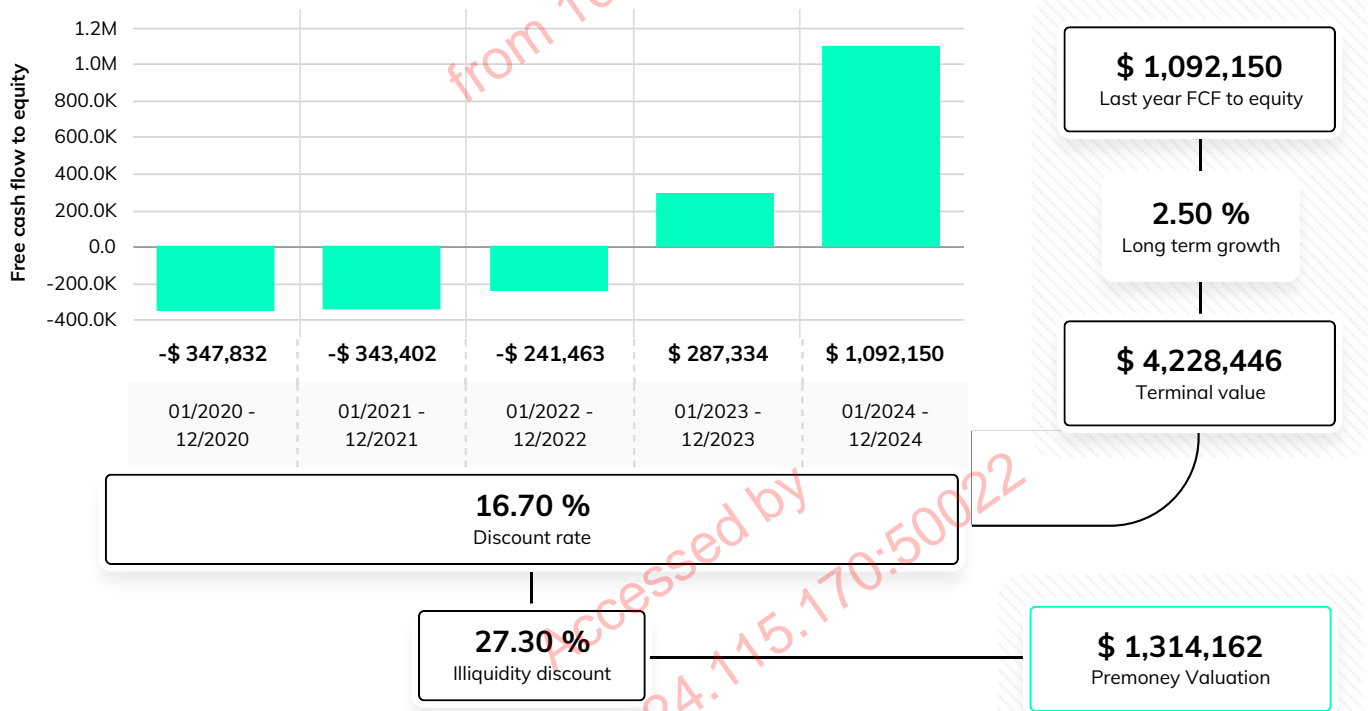 Free cash flow to equity
1.2M
1.0M
800.0K
600.0K
400.0K
200.0K
0.0
-200.0K
-400.0K
-$ 347,832
-$ 343,402
-$ 241,463
$ 287,334
$ 1,092,150
01/2020 -
12/2020
01/2021 -
12/2021
01/2022 -
12/2022
01/2023 -
12/2023
01/2024 -
12/2024
$ 1,092,150
Last year FCF to equity
2.50 %
Long term growth
$ 4,228,446
Terminal value
16.70 %
Discount rate
27.30 %
Illiquidity discount
$ 1,314,162
Premoney Valuation
Accessed by
from
24.115.170:50022